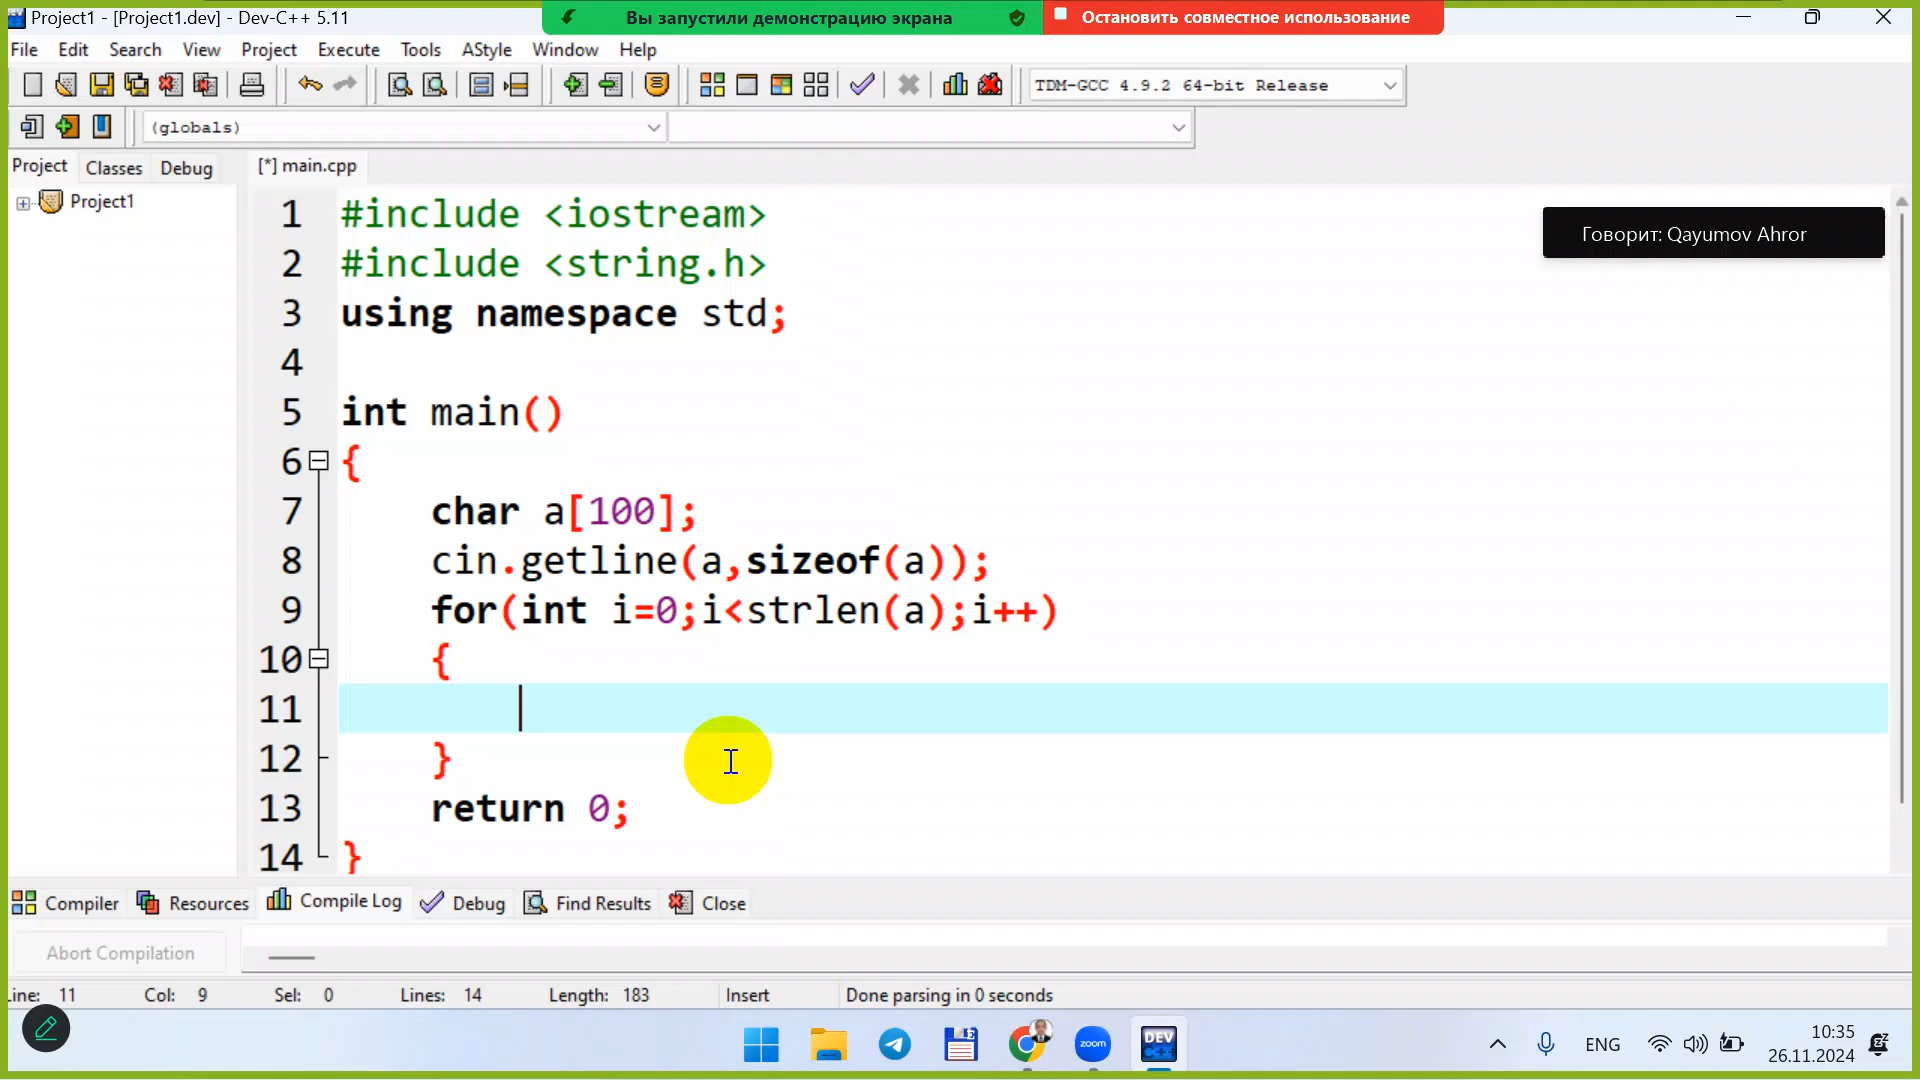 Project1 - [Project1.dev] - Dev-C++ 5.11
Вы запустили демонстрацию экрана
Остановить совместное использование
File Edit Search View Project Execute Tools AStyle Window Help
TDM-GCC 4.9.2 64-bit Release
(globals)
Project Classes Debug
[*] main.cpp
Project1
Говорит: Qayumov Ahror
1 #include <iostream>
2 #include <string.h>
3 using namespace std;
4
5 int main()
6 {
7 char a[100];
8 cin.getline(a,sizeof(a));
9 for(int i=0;i<strlen(a);i++)
10 {
11
12 }
13 return 0;
14 }
Compiler Resources Compile Log Debug Find Results Close
Abort Compilation
Line: 11 Col: 9 Sel: 0 Lines: 14 Length: 183 Insert Done parsing in 0 seconds
zoom
DEV C++
ENG
10:35
26.11.2024